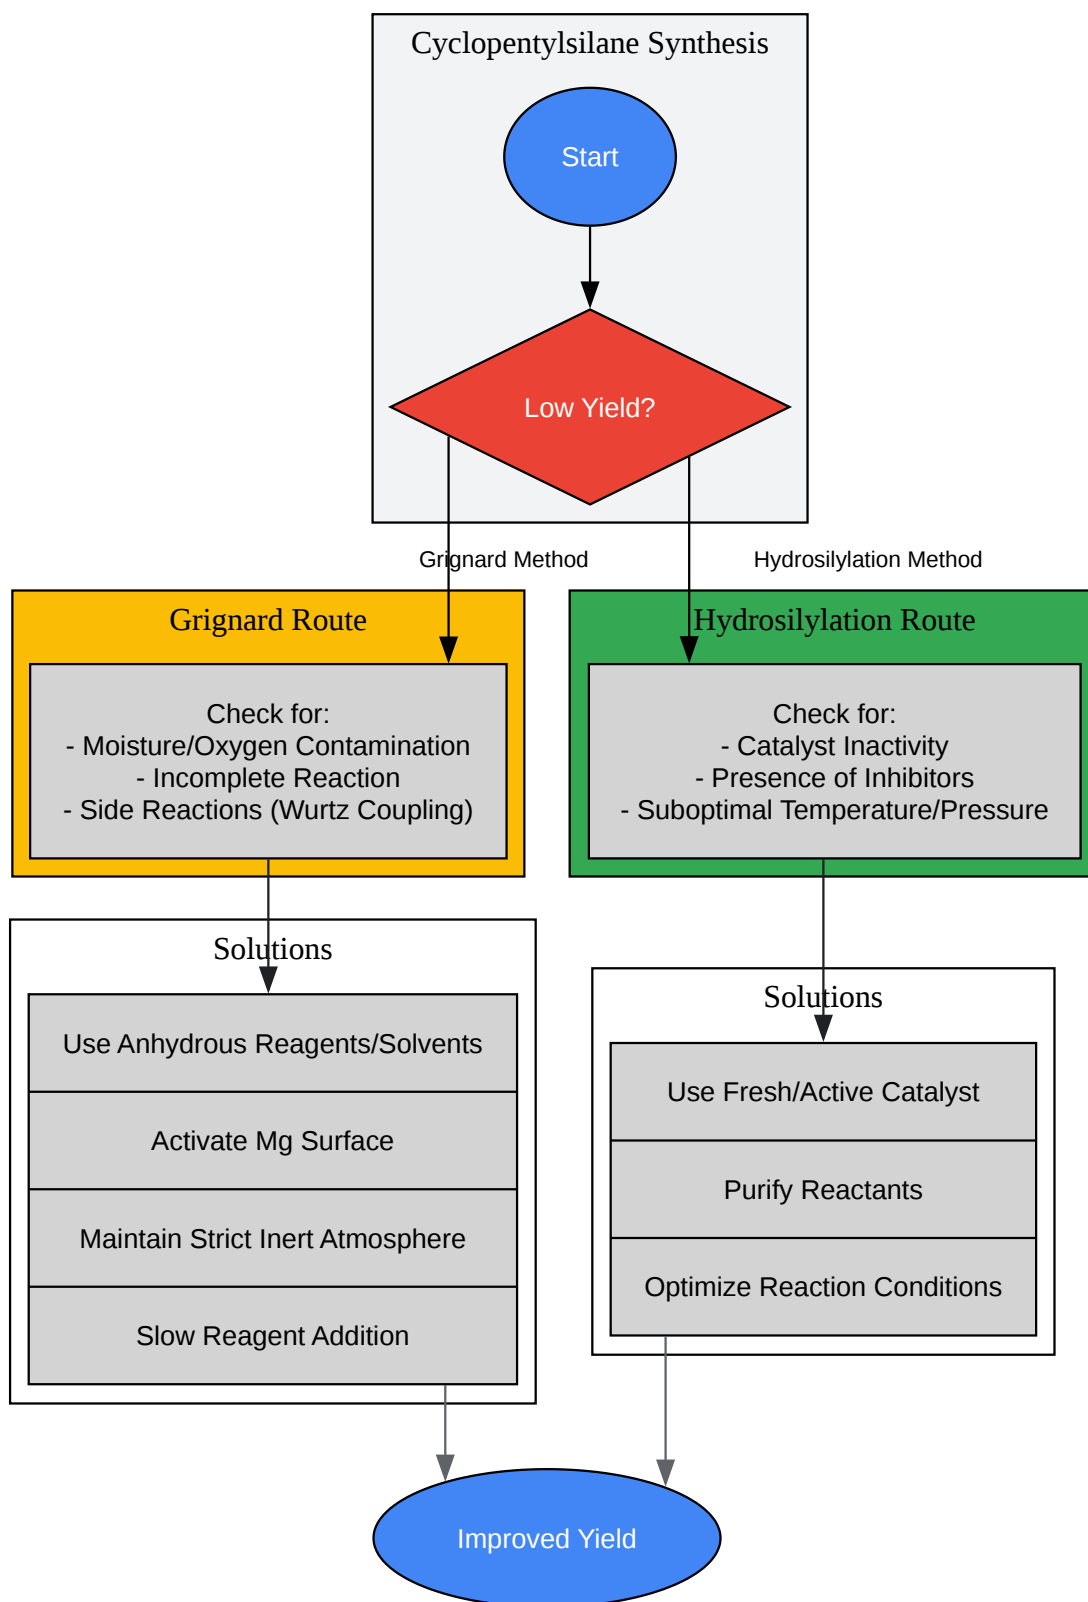 Cyclopentylsilane Synthesis
Start
Low Yield?
Grignard Method
Hydrosilylation Method
Grignard Route
Check for:
- Moisture/Oxygen Contamination
- Incomplete Reaction
- Side Reactions (Wurtz Coupling)
Hydrosilylation Route
Check for:
- Catalyst Inactivity
- Presence of Inhibitors
- Suboptimal Temperature/Pressure
Solutions
Use Anhydrous Reagents/Solvents
Activate Mg Surface
Maintain Strict Inert Atmosphere
Slow Reagent Addition
Solutions
Use Fresh/Active Catalyst
Purify Reactants
Optimize Reaction Conditions
Improved Yield